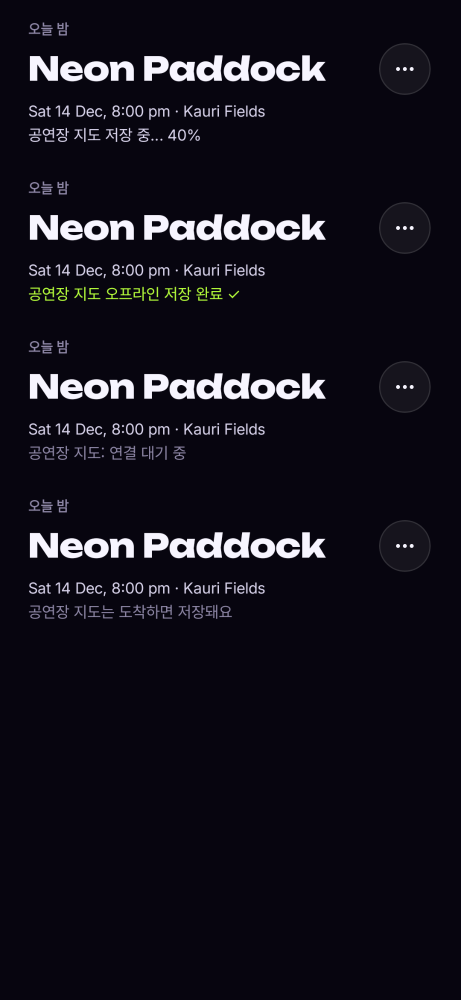 오늘 밤
Neon Paddock
Sat 14 Dec, 8:00 pm · Kauri Fields
공연장 지도 저장 중… 40%
오늘 밤
Neon Paddock
Sat 14 Dec, 8:00 pm · Kauri Fields
공연장 지도 오프라인 저장 완료 ✓
오늘 밤
Neon Paddock
Sat 14 Dec, 8:00 pm · Kauri Fields
공연장 지도: 연결 대기 중
오늘 밤
Neon Paddock
Sat 14 Dec, 8:00 pm · Kauri Fields
공연장 지도는 도착하면 저장돼요